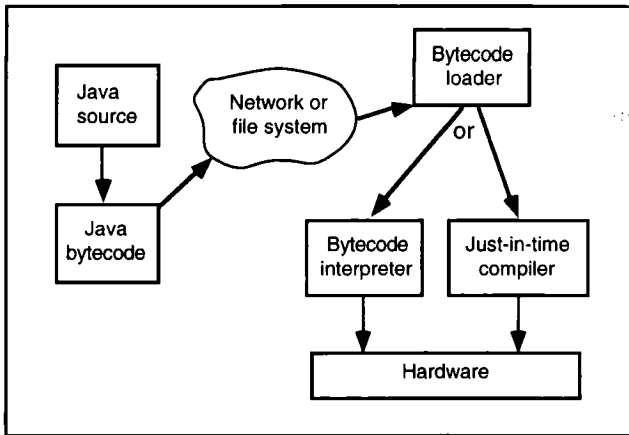 Java
source
Java
bytecode
Network or
file system
Bytecode
loader
or
Bytecode
interpreter
Just-in-time
compiler
Hardware